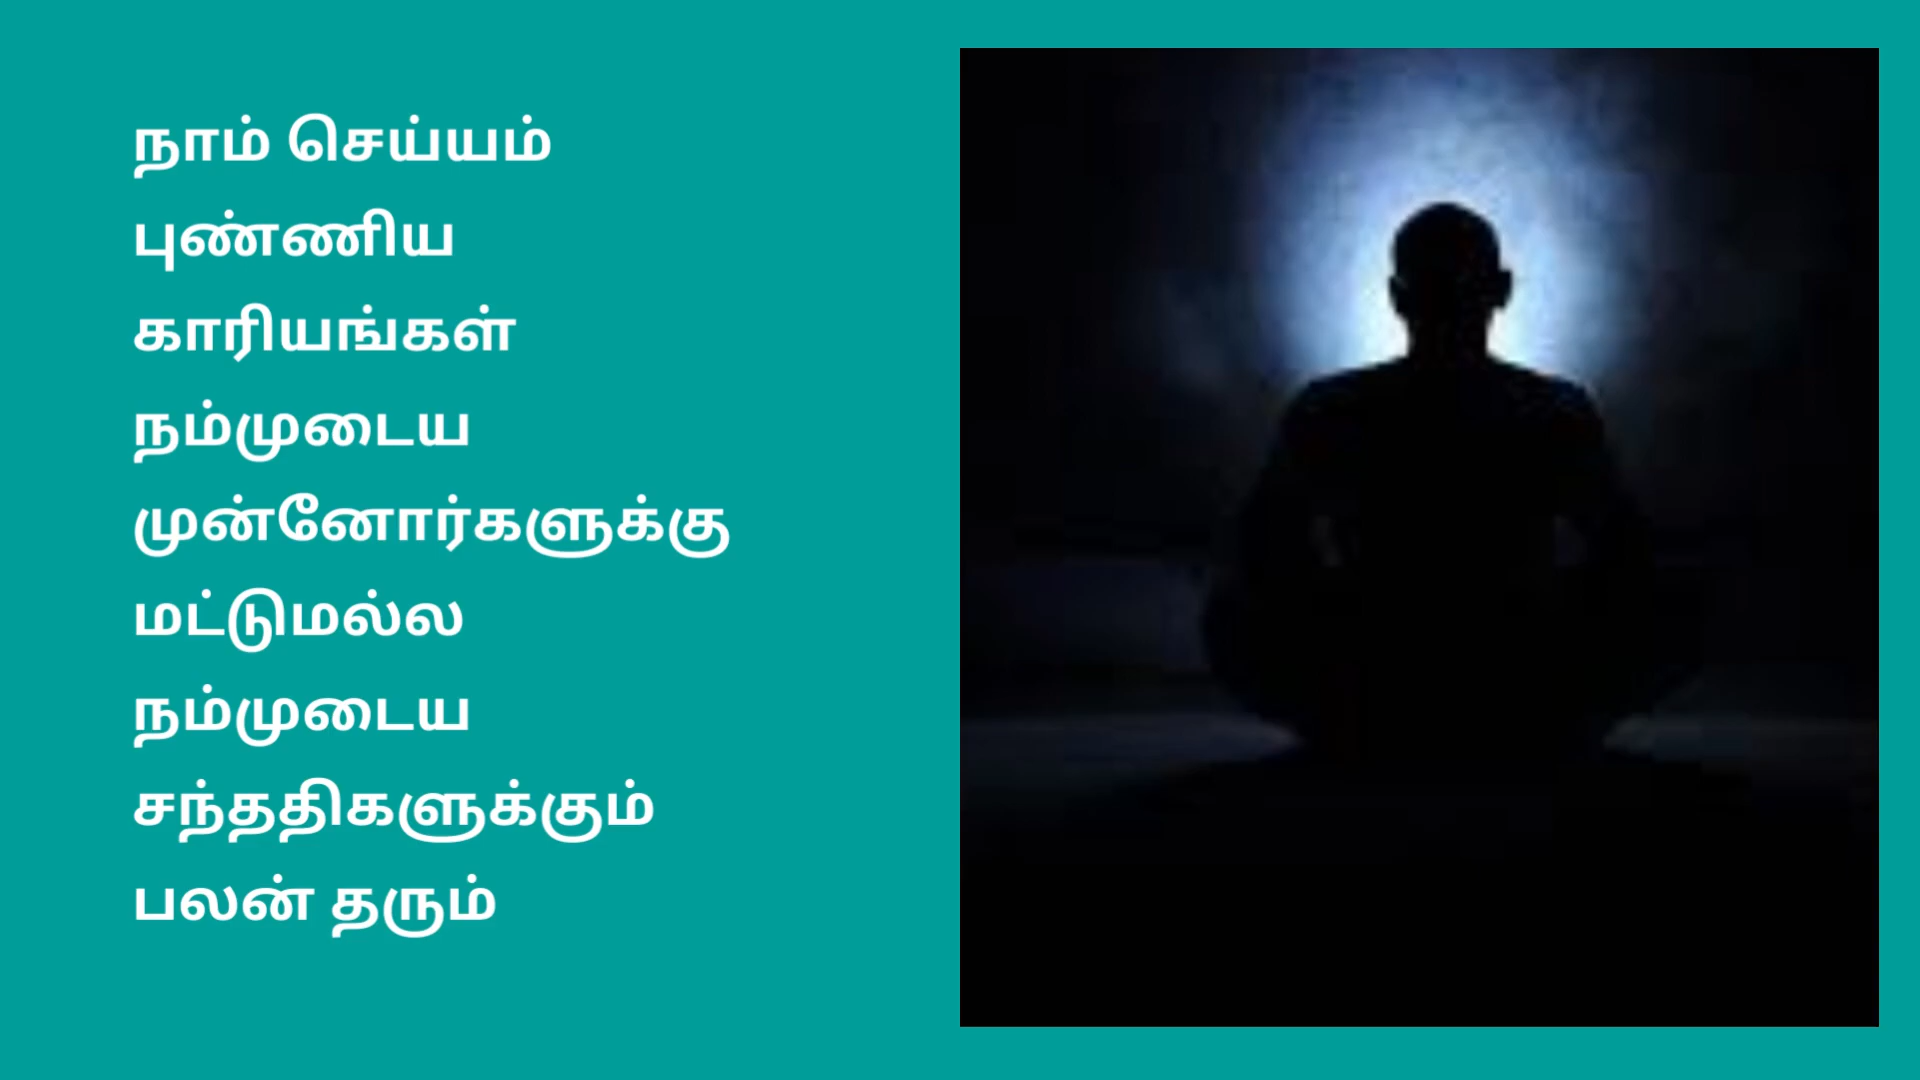 நாம் செய்யம்
புண்ணிய
காரியங்கள்
நம்முடைய
முன்னோர்களுக்கு
மட்டுமல்ல
நம்முடைய
சந்ததிகளுக்கும்
பலன் தரும்